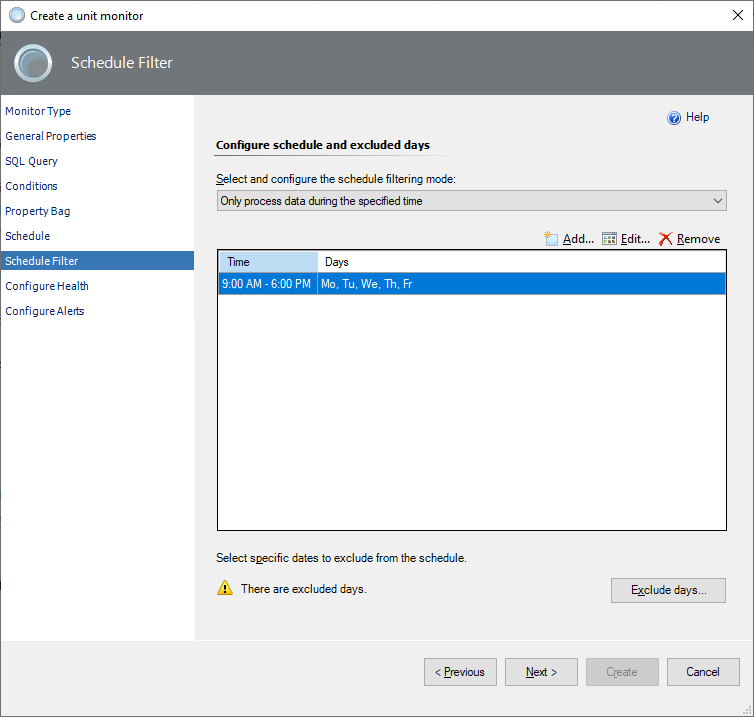 Create a unit monitor
Schedule Filter
Monitor Type
General Properties
SQL Query
Conditions
Property Bag
Schedule
Schedule Filter
Configure Health
Configure Alerts
Help
Configure schedule and excluded days
Select and configure the schedule filtering mode:
Only process data during the specified time
Add... Edit... Remove
Time Days
9:00 AM - 6:00 PM Mo, Tu, We, Th, Fr
Select specific dates to exclude from the schedule.
There are excluded days. Exclude days...
< Previous Next > Create Cancel